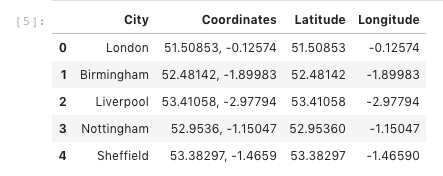 [5]: City Coordinates Latitude Longitude
0 London 51.50853, -0.12574 51.50853 -0.12574
1 Birmingham 52.48142, -1.89983 52.48142 -1.89983
2 Liverpool 53.41058, -2.97794 53.41058 -2.97794
3 Nottingham 52.9536, -1.15047 52.95360 -1.15047
4 Sheffield 53.38297, -1.4659 53.38297 -1.46590